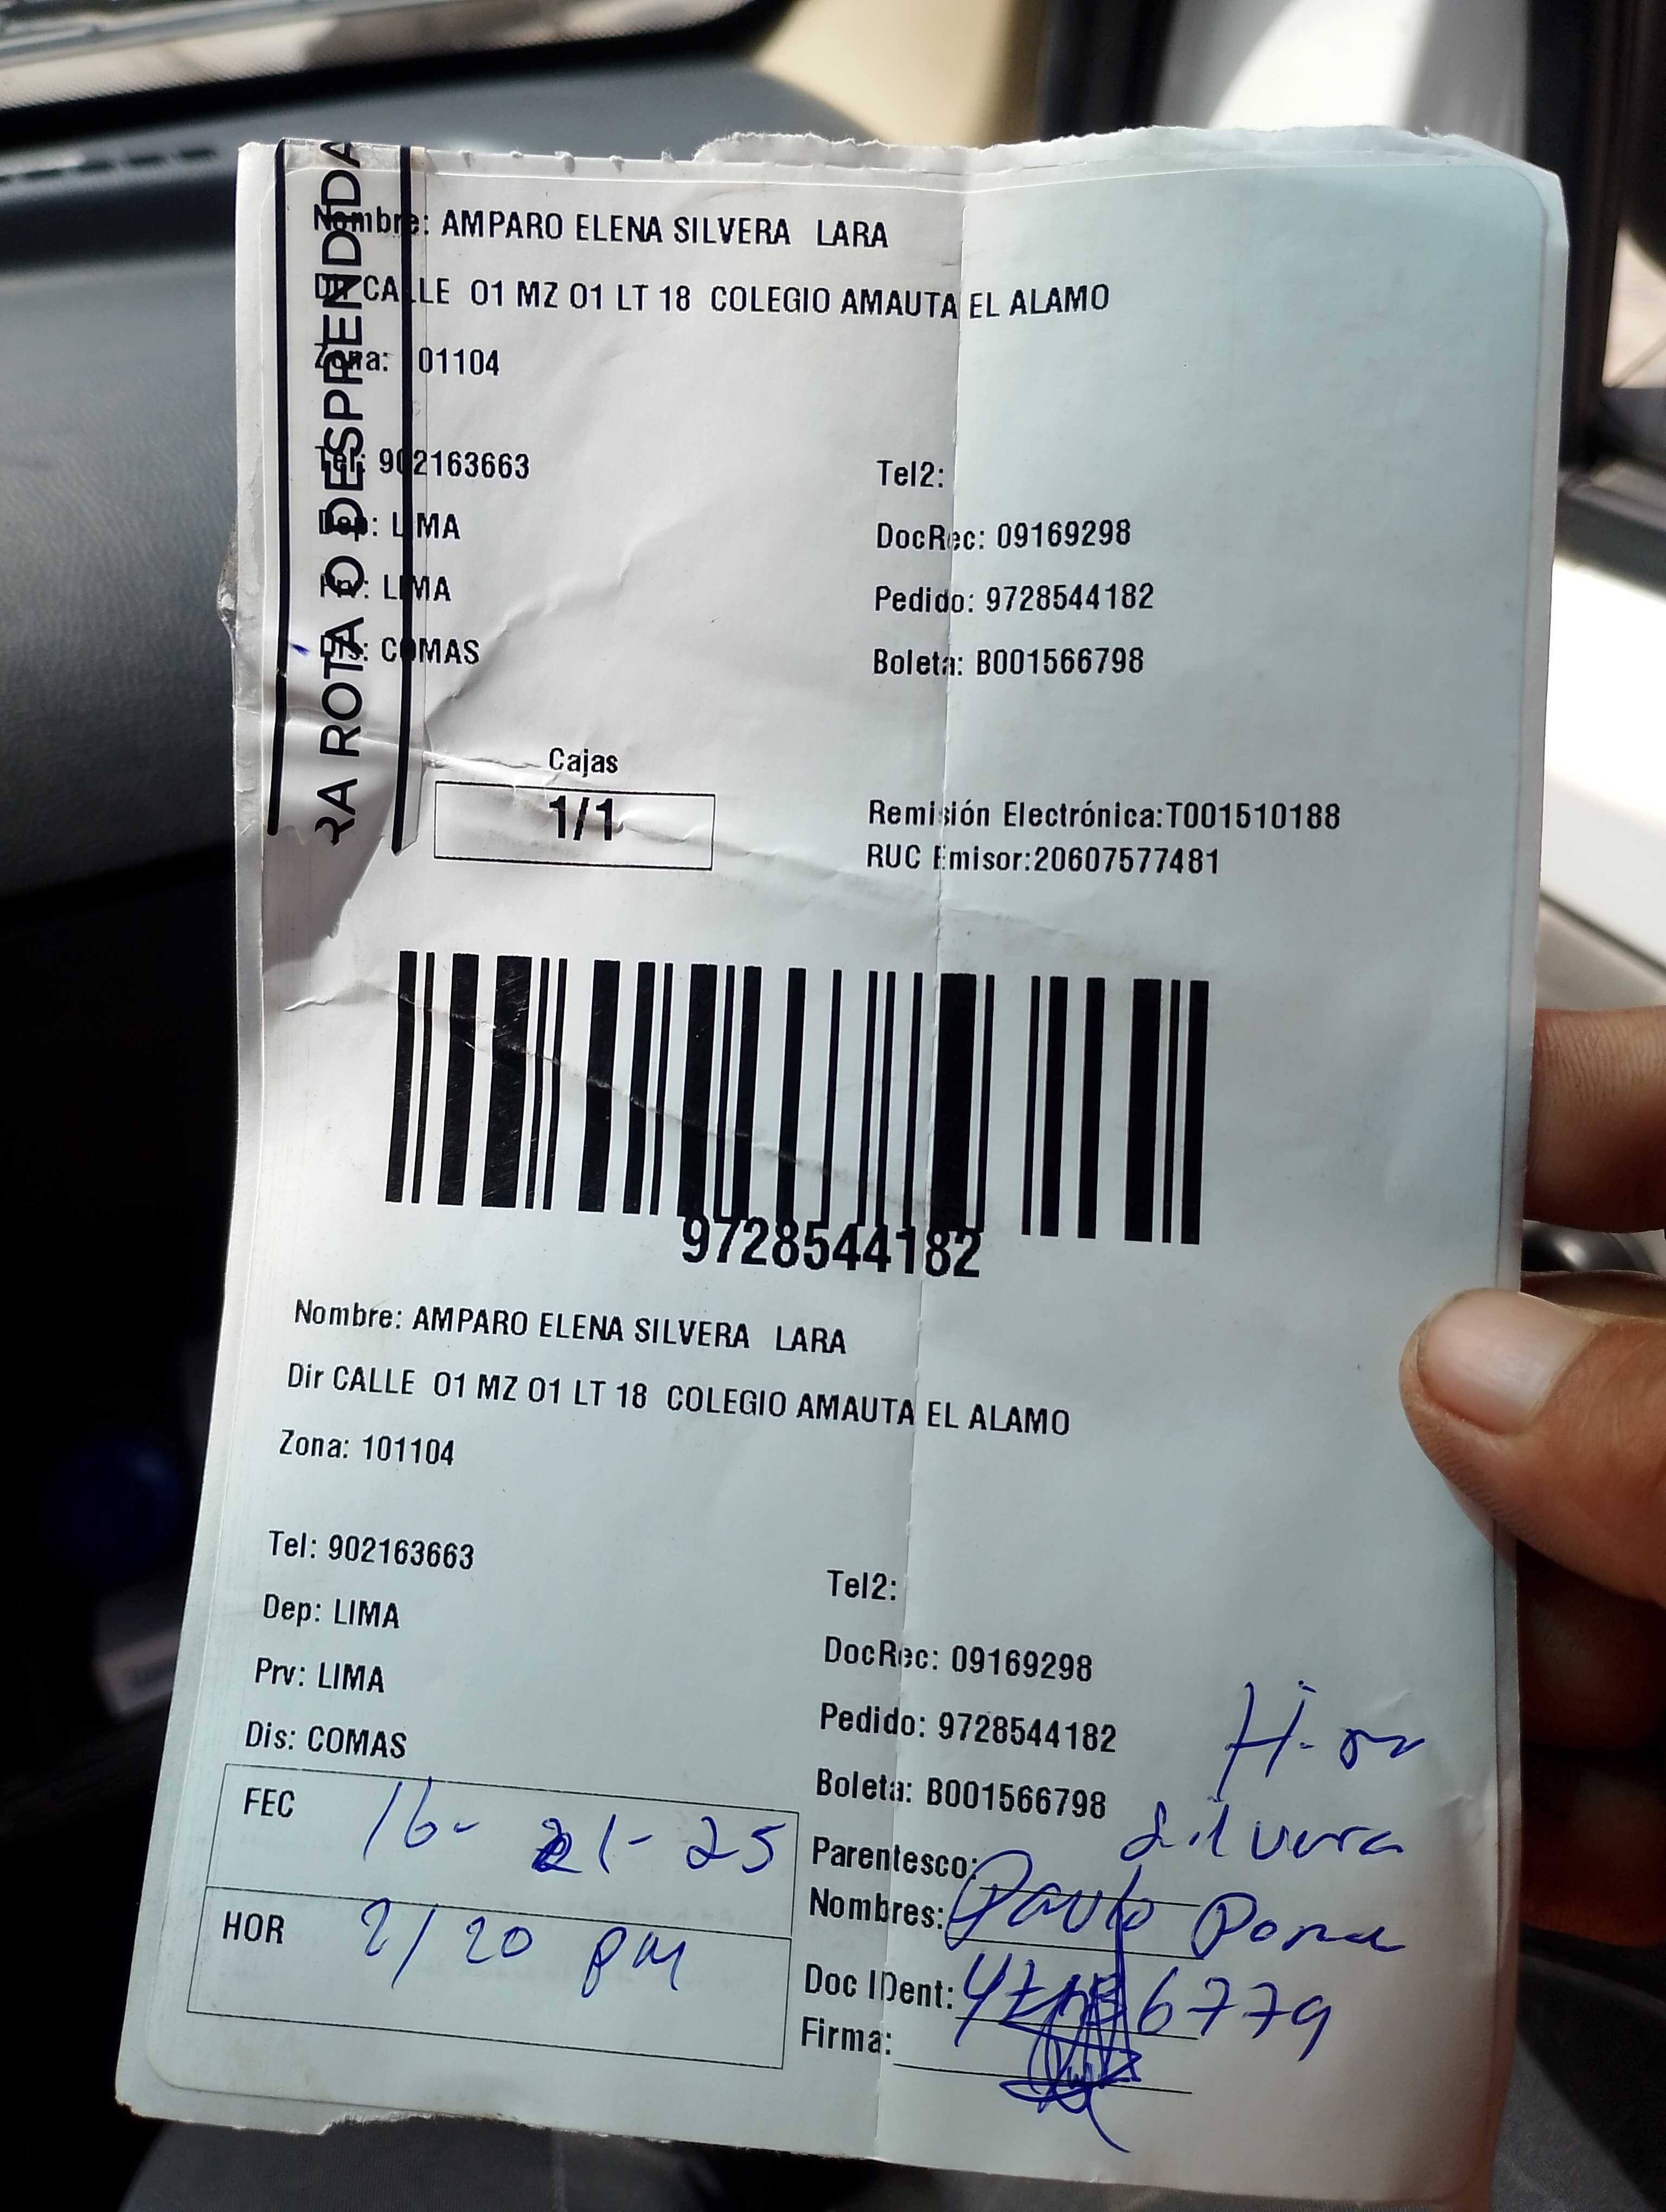 RA ROTA O DESPRENDIDA
Nombre: AMPARO ELENA SILVERA LARA
Dir CALLE 01 MZ 01 LT 18 COLEGIO AMAUTA EL ALAMO
Zona: 101104
Tel: 902163663
Tel2:
Dep: LIMA
DocRec: 09169298
Prv: LIMA
Pedido: 9728544182
Dis: COMAS
Boleta: B001566798
Cajas
1/1
Remisión Electrónica:T001510188
RUC Emisor:20607577481
9728544182
Nombre: AMPARO ELENA SILVERA LARA
Dir CALLE 01 MZ 01 LT 18 COLEGIO AMAUTA EL ALAMO
Zona: 101104
Tel: 902163663
Tel2:
Dep: LIMA
DocRec: 09169298
Prv: LIMA
Pedido: 9728544182
Dis: COMAS
Boleta: B001566798
FEC 16-
-25
Silvera
Parentesco:
Nombres: Paulo
HOR 2/20 pm
Doc IDent:
Firma: